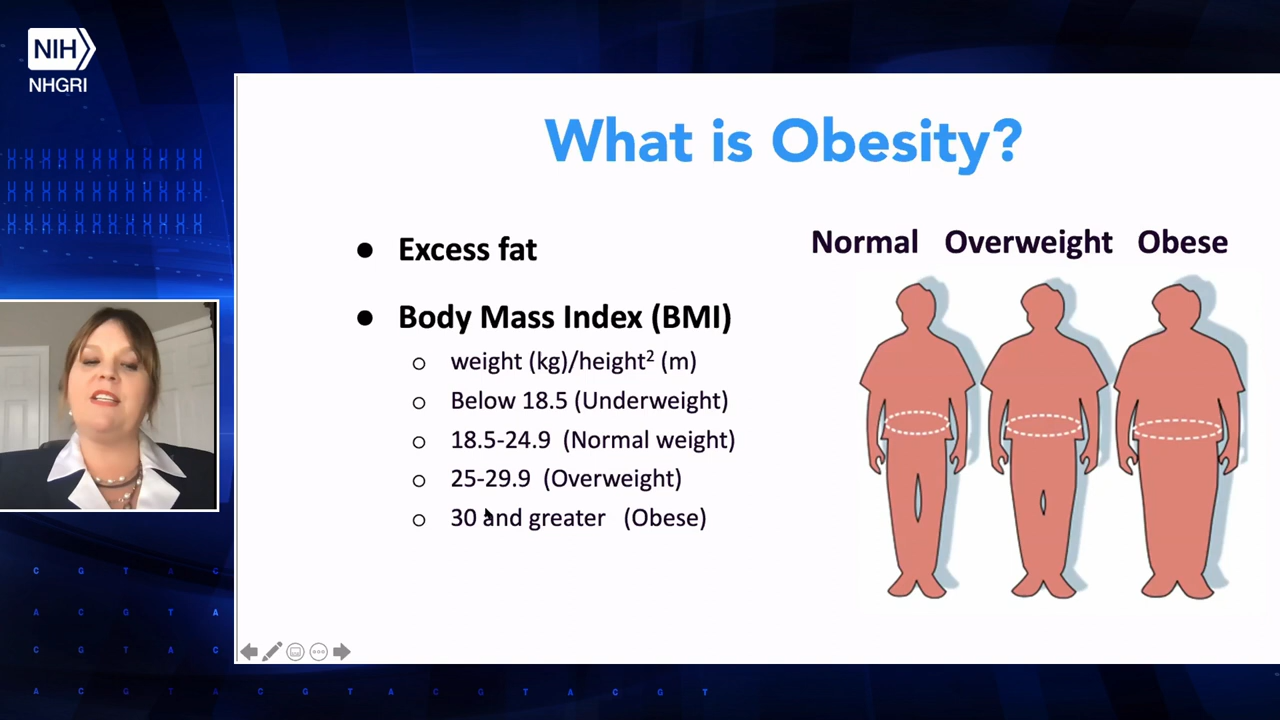 NIH
NHGRI
What is Obesity?
● Excess fat
● Body Mass Index (BMI)
o weight (kg)/height² (m)
o Below 18.5 (Underweight)
o 18.5-24.9 (Normal weight)
o 25-29.9 (Overweight)
o 30 and greater (Obese)
Normal Overweight Obese
C G T A G
A C G T A
C G T A C
A C G T A C G T A C G T A C G T